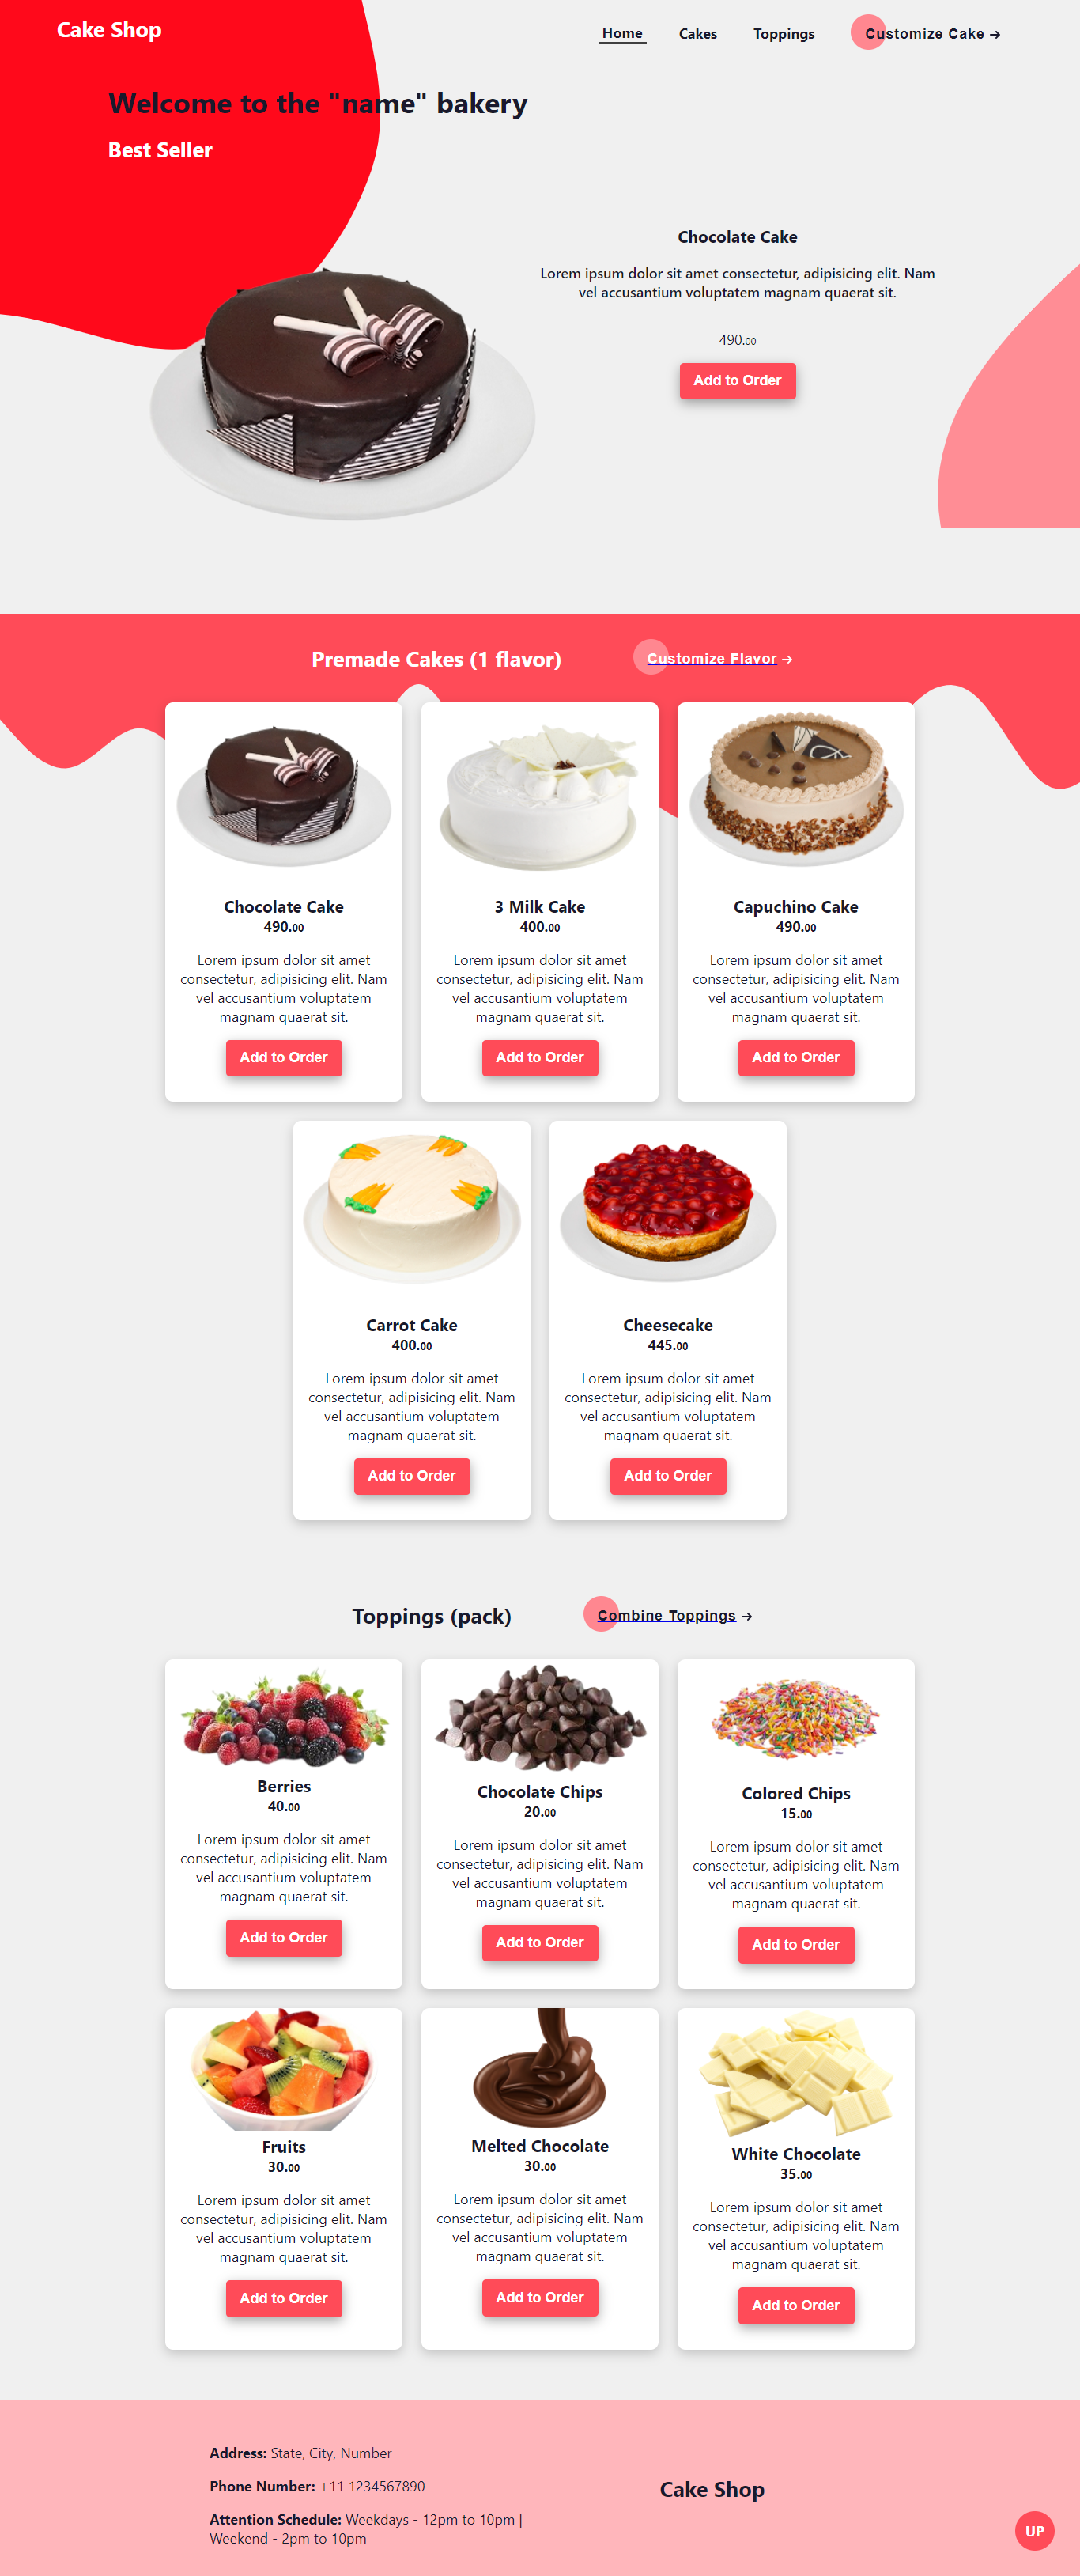 Cake Shop
Home Cakes Toppings Customize Cake →
Welcome to the "name" bakery
Best Seller
Chocolate Cake
Lorem ipsum dolor sit amet consectetur, adipisicing elit. Nam
vel accusantium voluptatem magnam quaerat sit.
490.00
Add to Order
Premade Cakes (1 flavor)
Customize Flavor →
Chocolate Cake
490.00
Lorem ipsum dolor sit amet
consectetur, adipisicing elit. Nam
vel accusantium voluptatem
magnam quaerat sit.
Add to Order
3 Milk Cake
400.00
Lorem ipsum dolor sit amet
consectetur, adipisicing elit. Nam
vel accusantium voluptatem
magnam quaerat sit.
Add to Order
Capuchino Cake
490.00
Lorem ipsum dolor sit amet
consectetur, adipisicing elit. Nam
vel accusantium voluptatem
magnam quaerat sit.
Add to Order
Carrot Cake
400.00
Lorem ipsum dolor sit amet
consectetur, adipisicing elit. Nam
vel accusantium voluptatem
magnam quaerat sit.
Add to Order
Cheesecake
445.00
Lorem ipsum dolor sit amet
consectetur, adipisicing elit. Nam
vel accusantium voluptatem
magnam quaerat sit.
Add to Order
Toppings (pack)
Combine Toppings →
Berries
40.00
Lorem ipsum dolor sit amet
consectetur, adipisicing elit. Nam
vel accusantium voluptatem
magnam quaerat sit.
Add to Order
Chocolate Chips
20.00
Lorem ipsum dolor sit amet
consectetur, adipisicing elit. Nam
vel accusantium voluptatem
magnam quaerat sit.
Add to Order
Colored Chips
15.00
Lorem ipsum dolor sit amet
consectetur, adipisicing elit. Nam
vel accusantium voluptatem
magnam quaerat sit.
Add to Order
Fruits
30.00
Lorem ipsum dolor sit amet
consectetur, adipisicing elit. Nam
vel accusantium voluptatem
magnam quaerat sit.
Add to Order
Melted Chocolate
30.00
Lorem ipsum dolor sit amet
consectetur, adipisicing elit. Nam
vel accusantium voluptatem
magnam quaerat sit.
Add to Order
White Chocolate
35.00
Lorem ipsum dolor sit amet
consectetur, adipisicing elit. Nam
vel accusantium voluptatem
magnam quaerat sit.
Add to Order
Address: State, City, Number
Phone Number: +11 1234567890
Attention Schedule: Weekdays - 12pm to 10pm |
Weekend - 2pm to 10pm
Cake Shop
UP